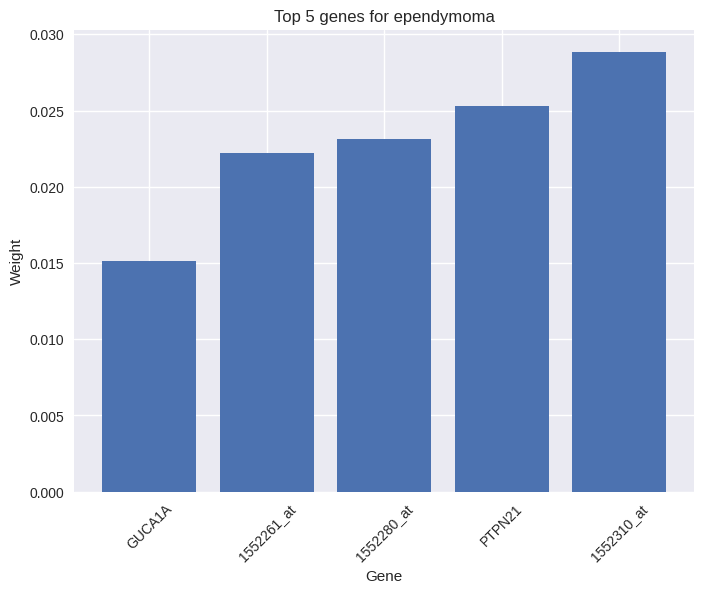 Top 5 genes for ependymoma
0.030
0.025
0.020
0.015
0.010
0.005
0.000
Weight
GUCA1A
1552261_at
1552280_at
PTPN21
1552310_at
Gene